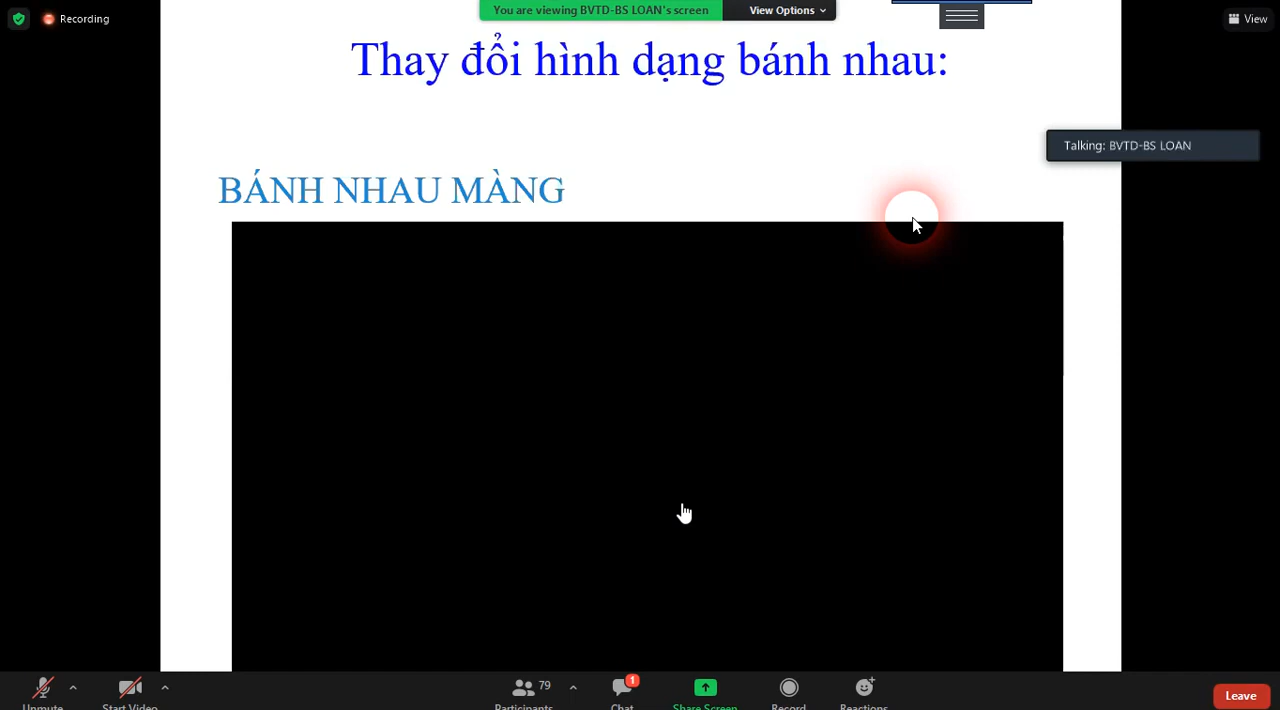 You are viewing BVTD-BS LOAN's screen
View Options
Recording
View
Thay đổi hình dạng bánh nhau:
Talking: BVTD-BS LOAN
BÁNH NHAU MÀNG
79
1
Unmute
Start Video
Participants
Chat
Share Screen
Record
Reactions
Leave